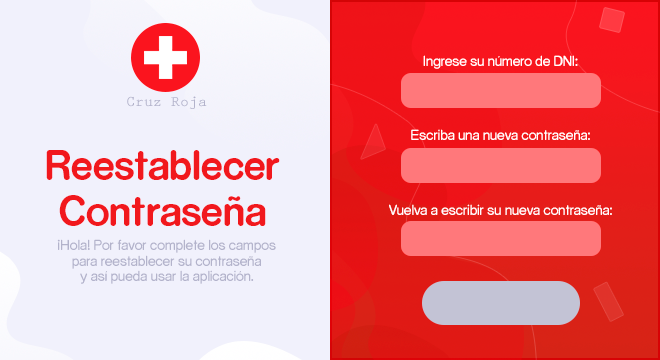 Cruz Roja
Reestablecer
Contraseña
¡Hola! Por favor complete los campos
para reestablecer su contraseña
y así pueda usar la aplicación.
Ingrese su número de DNI:
Escriba una nueva contraseña:
Vuelva a escribir su nueva contraseña: